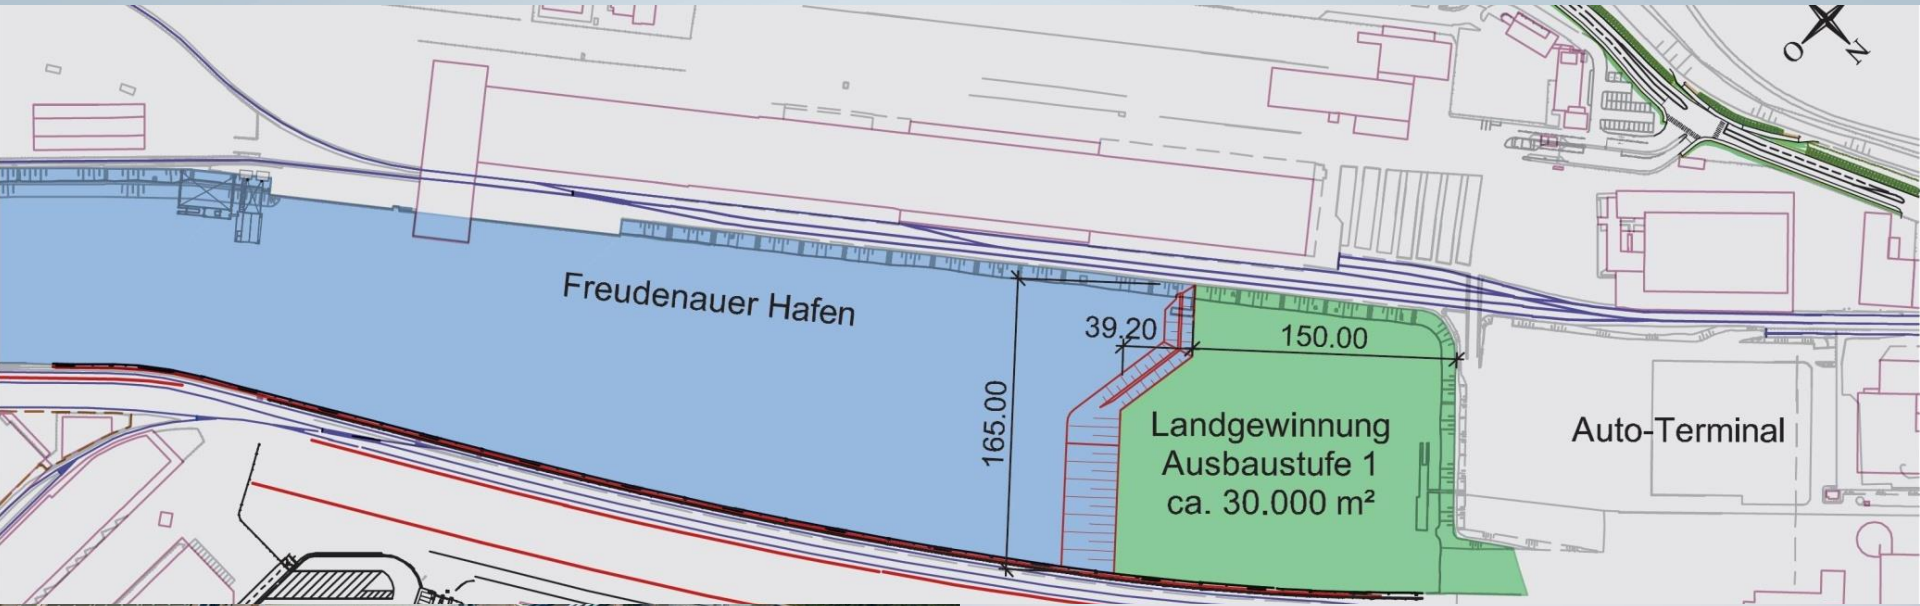 O
N
Freudenauer Hafen
39.20
150.00
165.00
Landgewinnung
Ausbaustufe 1
ca. 30.000 m²
Auto-Terminal